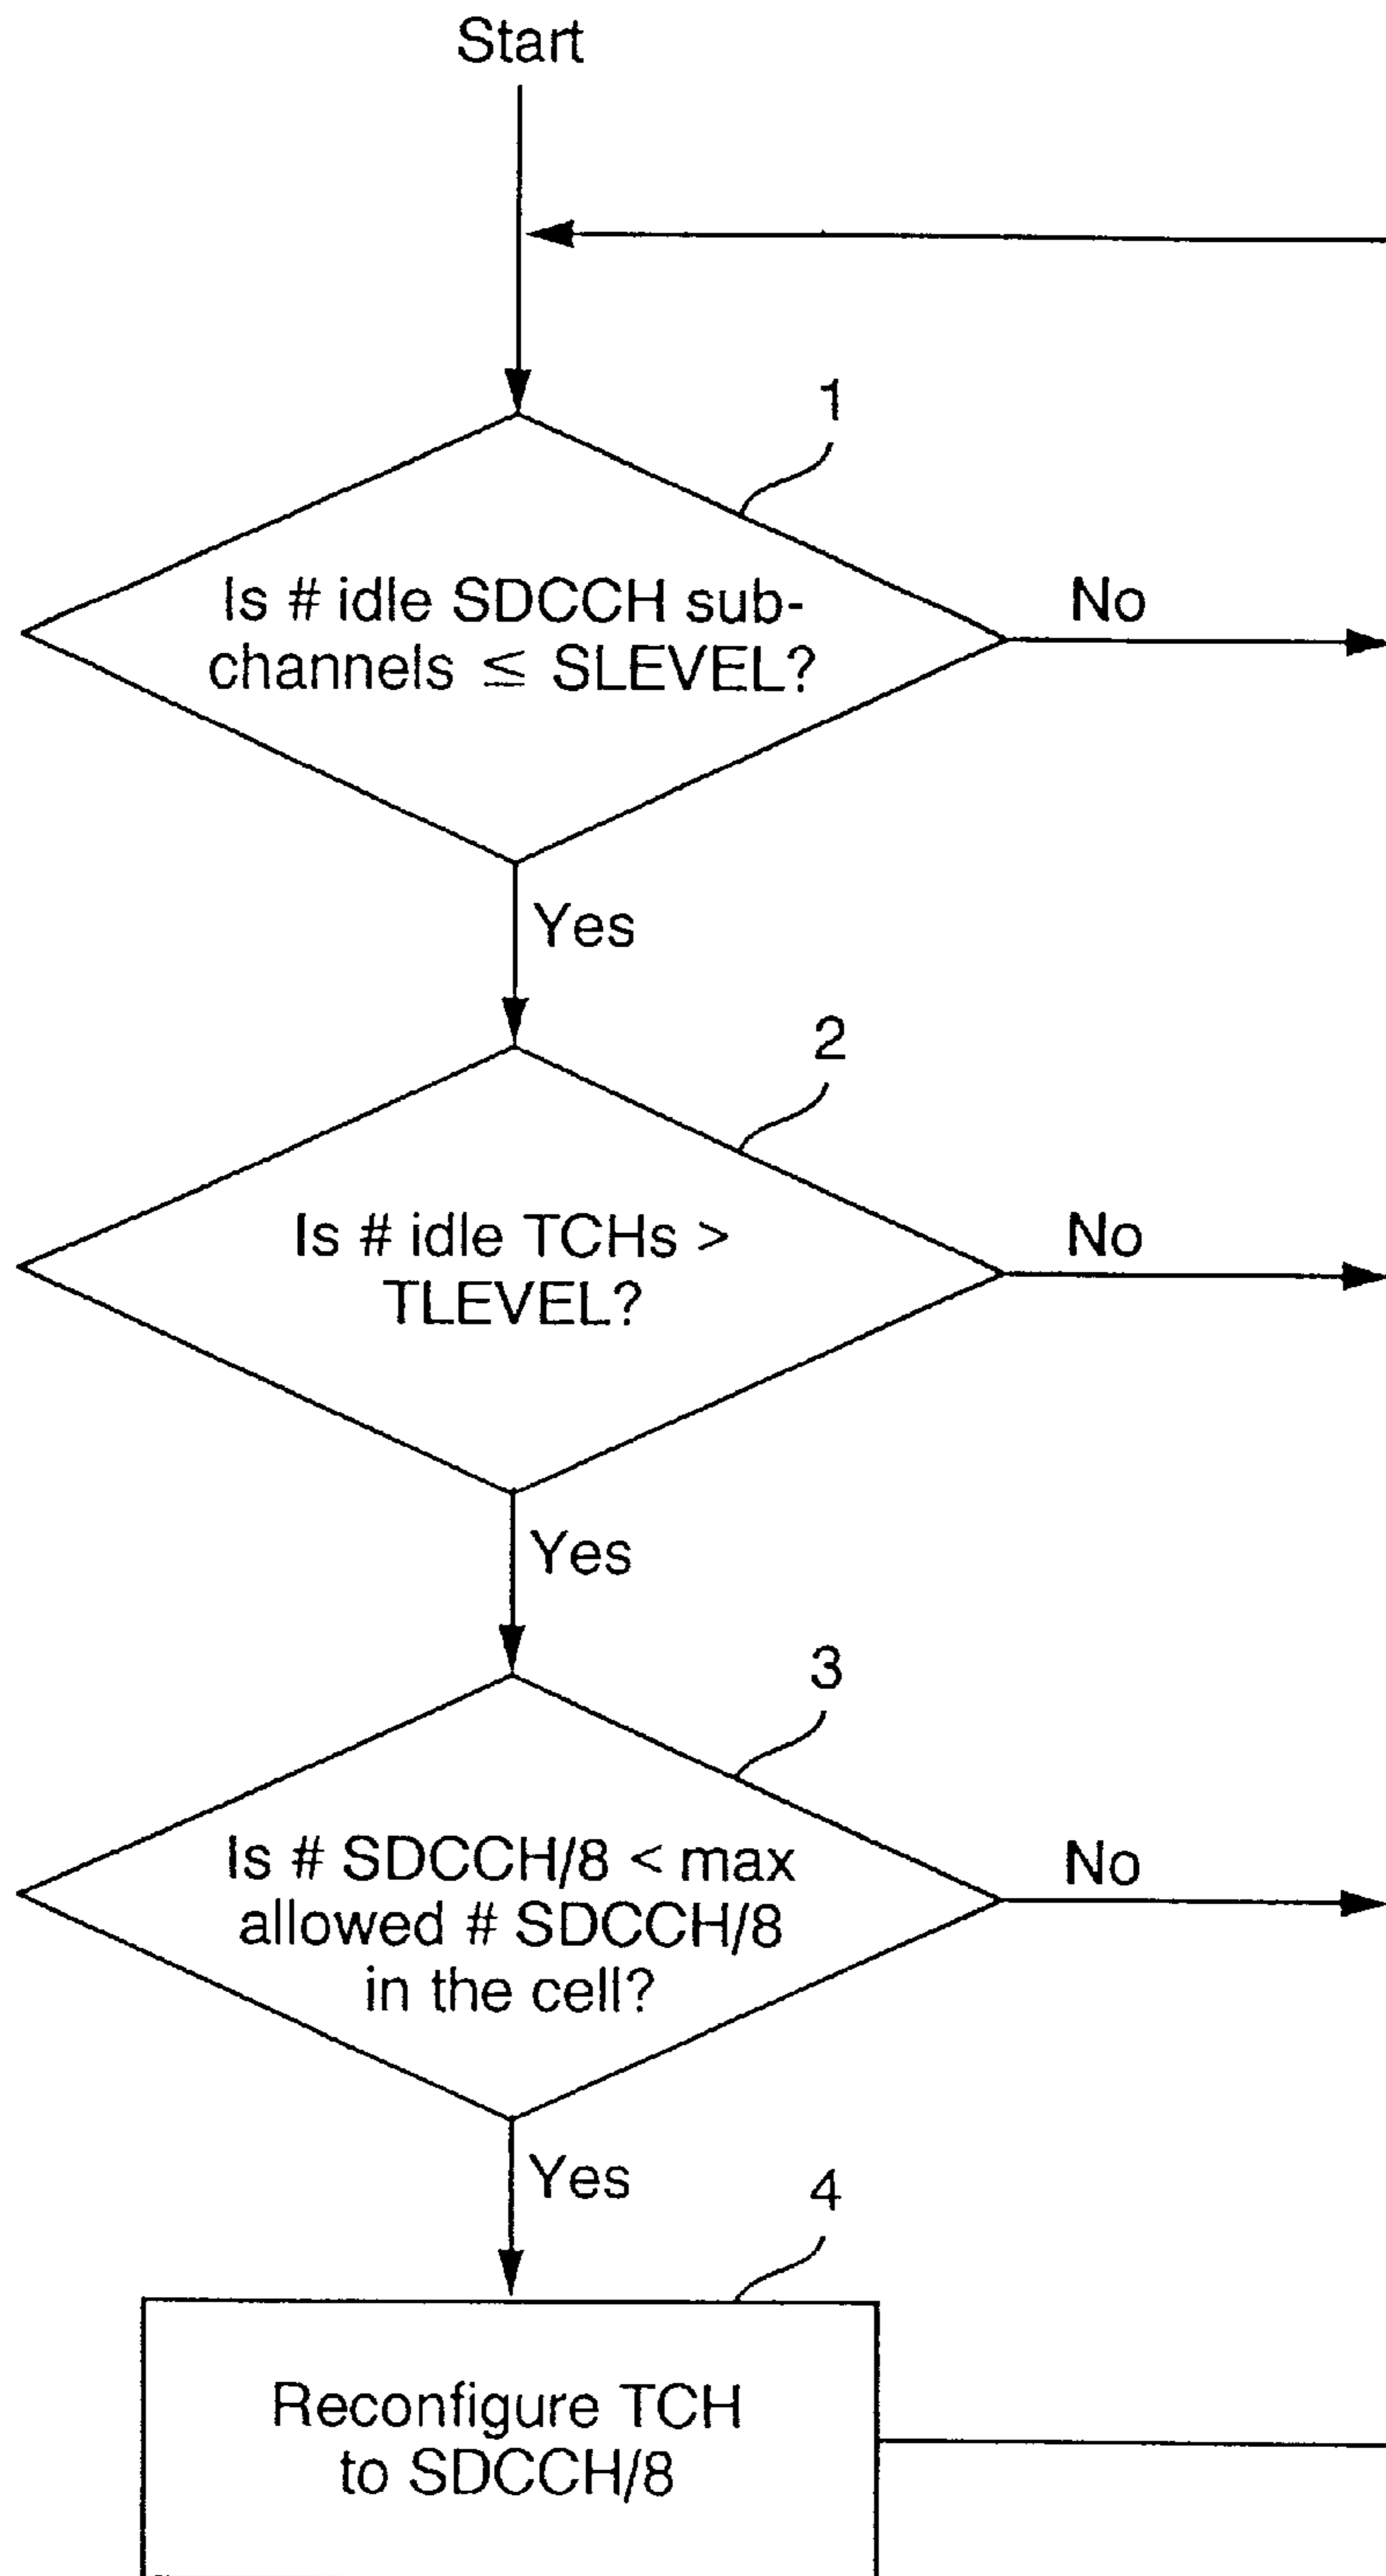 Start
1
Is # idle SDCCH sub-
channels ≦ SLEVEL?
No
Yes
2
Is # idle TCHs >
TLEVEL?
No
Yes
3
Is # SDCCH/8 < max
allowed # SDCCH/8
in the cell?
No
Yes
4
Reconfigure TCH
to SDCCH/8